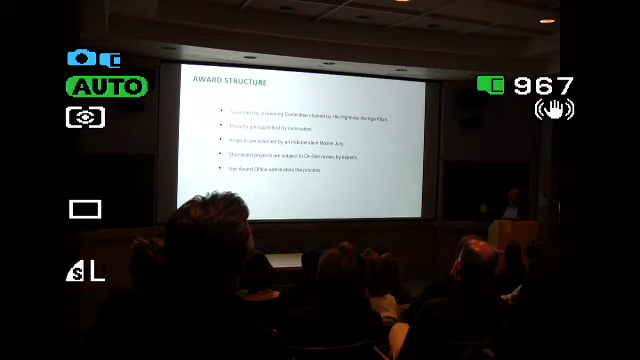 AUTO
967
AWARD STRUCTURE
• Governed by a Steering Committee chaired by His Highness the Aga Khan.
• Projects are submitted by nominators
• Projects are selected by an independent Master Jury
• Shortlisted projects are subject to On-Site review by experts
• The Award Office administers the process
S L